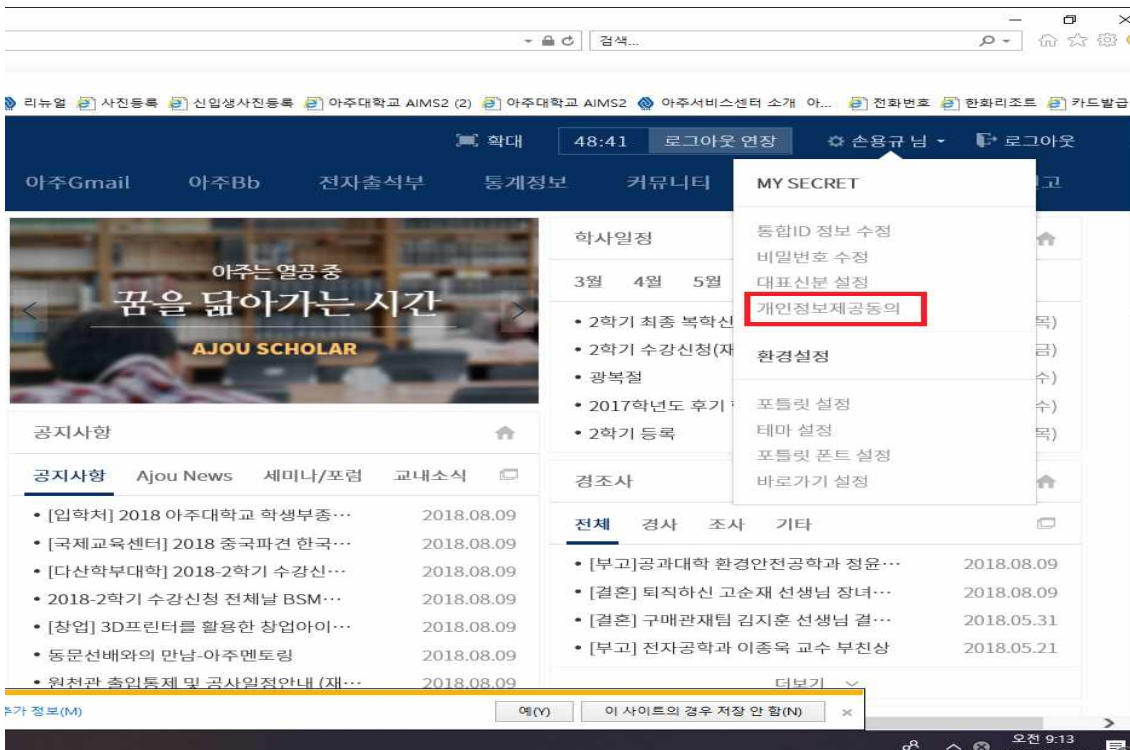 검색...
리뉴얼 사진등록 신입생사진등록 아주대학교 AIMS2 (2) 아주대학교 AIMS2 아주서비스센터 소개 아... 전화번호 한화리조트 카드발급
확대 48:41 로그아웃 연장 손용규 님 로그아웃
아주Gmail 아주Bb 전자출석부 통계정보 커뮤니티
MY SECRET
통합ID 정보 수정
비밀번호 수정
대표신분 설정
개인정보제공동의
환경설정
포틀릿 설정
테마 설정
포틀릿 폰트 설정
바로가기 설정
아주는 열공 중
꿈을 닮아가는 시간
AJOU SCHOLAR
학사일정
3월 4월 5월
• 2학기 최종 복학신 목)
• 2학기 수강신청(재 금)
• 광복절 수)
• 2017학년도 후기 수)
• 2학기 등록 목)
공지사항
공지사항 Ajou News 세미나/포럼 교내소식
• [입학처] 2018 아주대학교 학생부종⋯ 2018.08.09
• [국제교육센터] 2018 중국파견 한국⋯ 2018.08.09
• [다산학부대학] 2018-2학기 수강신⋯ 2018.08.09
• 2018-2학기 수강신청 전체날 BSM⋯ 2018.08.09
• [창업] 3D프린터를 활용한 창업아이⋯ 2018.08.09
• 동문선배와의 만남-아주멘토링 2018.08.09
• 원천관 출입통제 및 공사일정안내 (재⋯ 2018.08.09
경조사
전체 경사 조사 기타
• [부고]공과대학 환경안전공학과 정윤⋯ 2018.08.09
• [결혼] 퇴직하신 고순재 선생님 장녀⋯ 2018.08.09
• [결혼] 구매관재팀 김지훈 선생님 결⋯ 2018.05.31
• [부고] 전자공학과 이종욱 교수 부친상 2018.05.21
더보기
정보(M) 예(Y) 이 사이트의 경우 저장 안 함(N)
오전 9:13